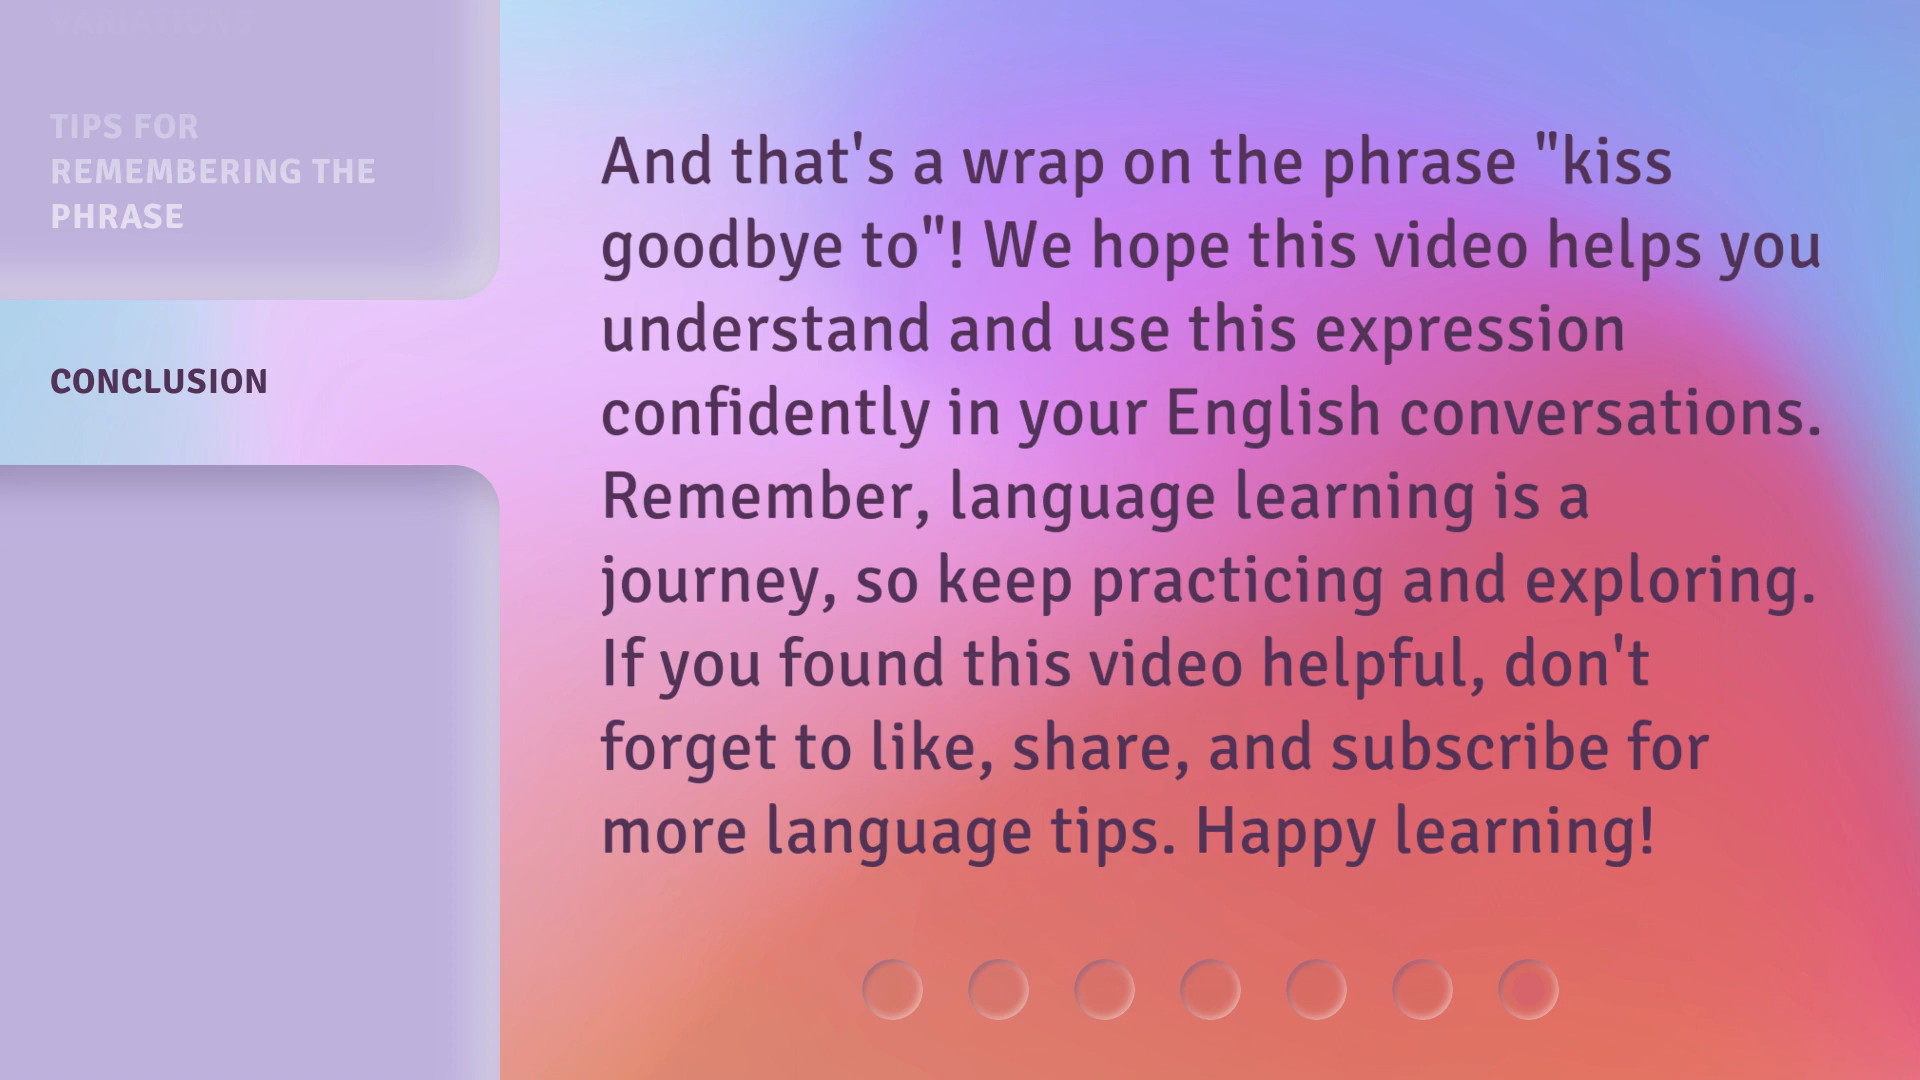 VARIATIONS
TIPS FOR
REMEMBERING THE
PHRASE
CONCLUSION
And that's a wrap on the phrase "kiss
goodbye to"! We hope this video helps you
understand and use this expression
confidently in your English conversations.
Remember, language learning is a
journey, so keep practicing and exploring.
If you found this video helpful, don't
forget to like, share, and subscribe for
more language tips. Happy learning!